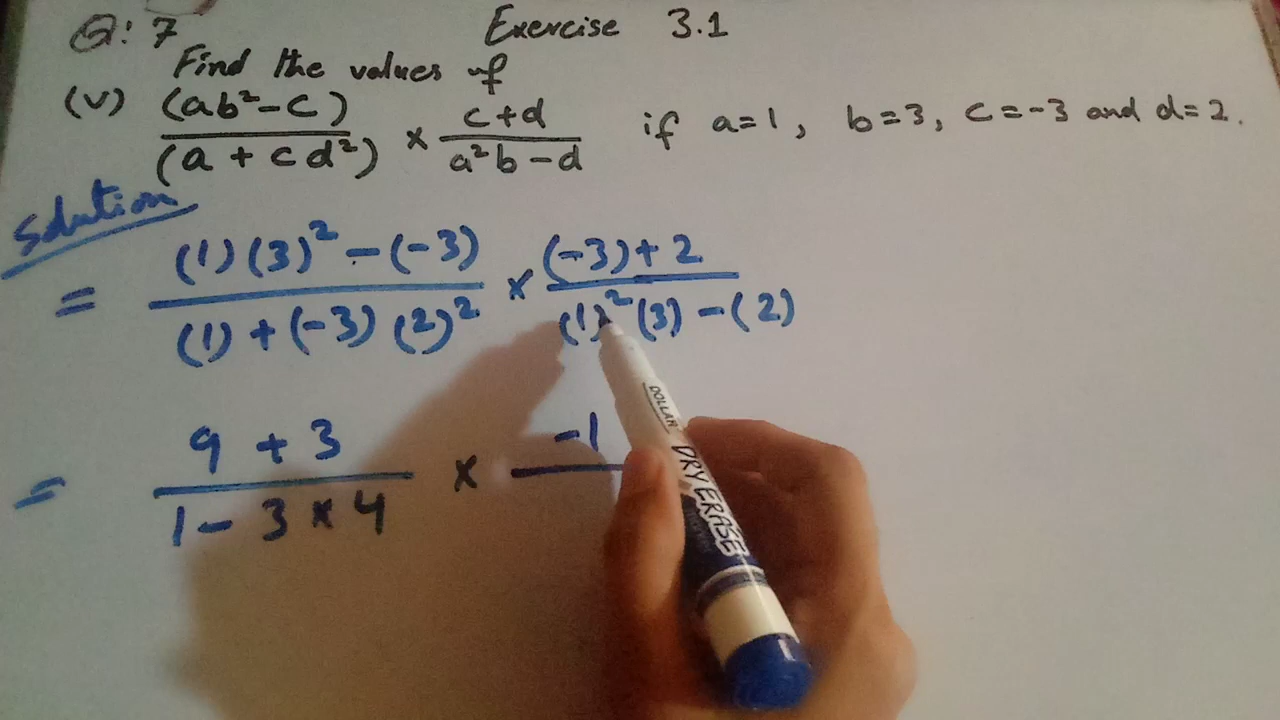 Q: 7 Exercise 3.1
Find the values of
(v) (ab²-c) / (a + cd²) × c+d / a²b-d if a=1, b=3, c=-3 and d=2.
Solution
= (1)(3)²-(-3) / (1)+(-3)(2)² × (-3)+2 / (1)²(3)-(2)
= 9+3 / 1-3×4 × -1
DOLLAR
DRY ERASE